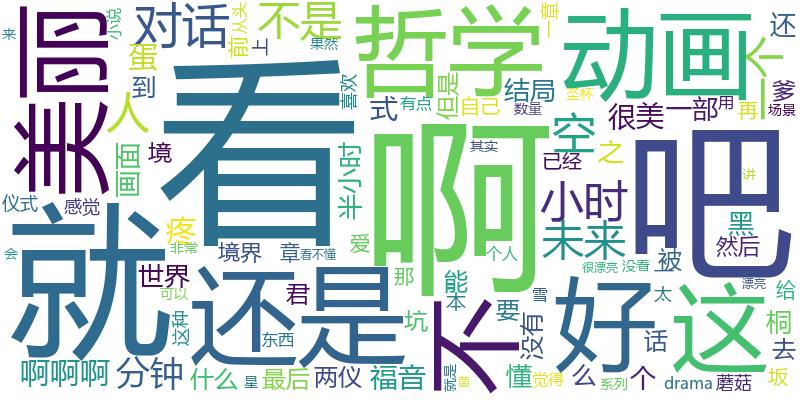 来
小说
美丽
对话
前
从头
上
果然
不是
哲学
一章
动画
个
还
蛋
到
喜欢
但是
结局
爹
人
看
式
有点
自己
圣杯
数量
很美
一部
用
再
场景
画面
境
半小时
啊
其实
空
已经
之
吧
讲
黑
小时
仪式
感觉
疼
非常
境界
章
看不懂
爱
那
个人
未来
很漂亮
没看
被
然后
漂亮
会
就
世界
可以
这种
还是
君
东西
能
本
坑
不
要
雪
没有
好
话
太
这
给
桐
去
啊啊啊
分钟
什么
星
最后
两仪
福音
就是
菌
懂
觉得
么
系列
个
drama
蘑菇
坂